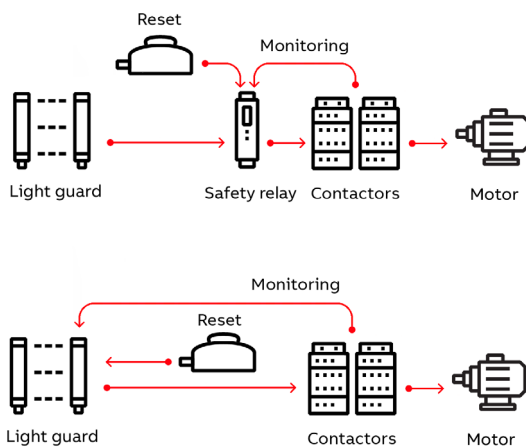 Reset
Monitoring
Light guard
Safety relay
Contactors
Motor
Monitoring
Reset
Light guard
Contactors
Motor